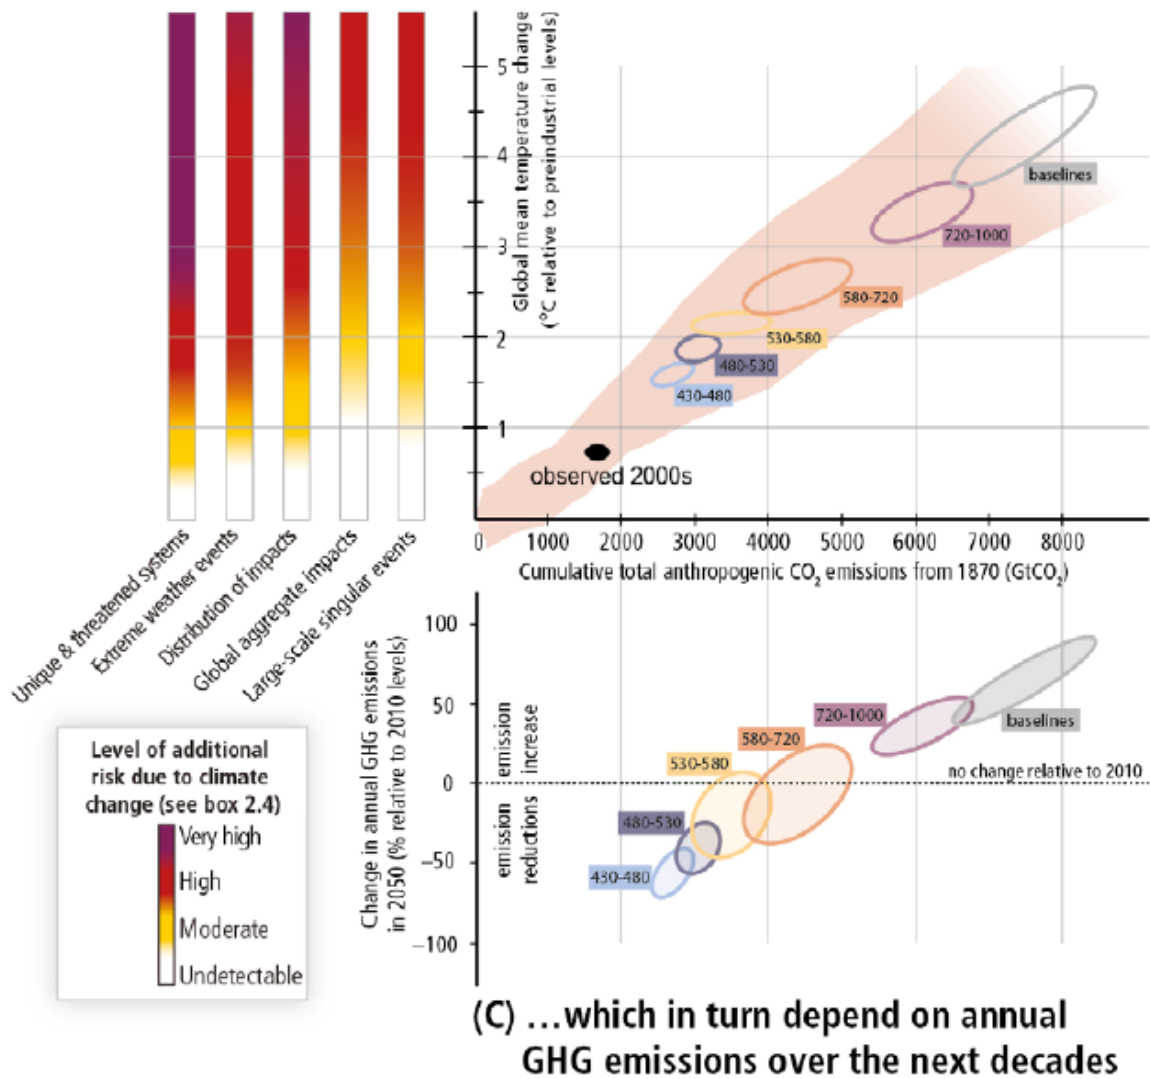 5
4
3
2
1
Global mean temperature change
(°C relative to preindustrial levels)
baselines
720-1000
580-720
530-580
480-530
430-480
observed 2000s
0 1000 2000 3000 4000 5000 6000 7000 8000
Cumulative total anthropogenic CO₂ emissions from 1870 (GtCO₂)
Unique & threatened systems
Extreme weather events
Distribution of impacts
Global aggregate impacts
Large-scale singular events
Level of additional
risk due to climate
change (see box 2.4)
Very high
High
Moderate
Undetectable
100
50
0
−50
−100
Change in annual GHG emissions
in 2050 (% relative to 2010 levels)
emission
increase
emission
reductions
720-1000
baselines
580-720
530-580
no change relative to 2010
480-530
430-480
(C) ...which in turn depend on annual
GHG emissions over the next decades